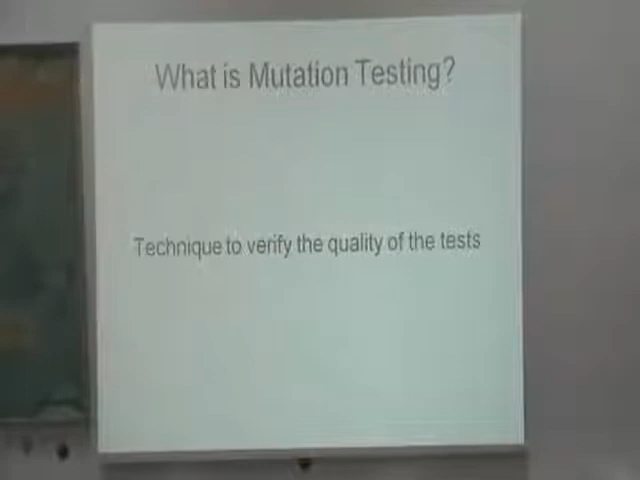 What is Mutation Testing?
Technique to verify the quality of the tests